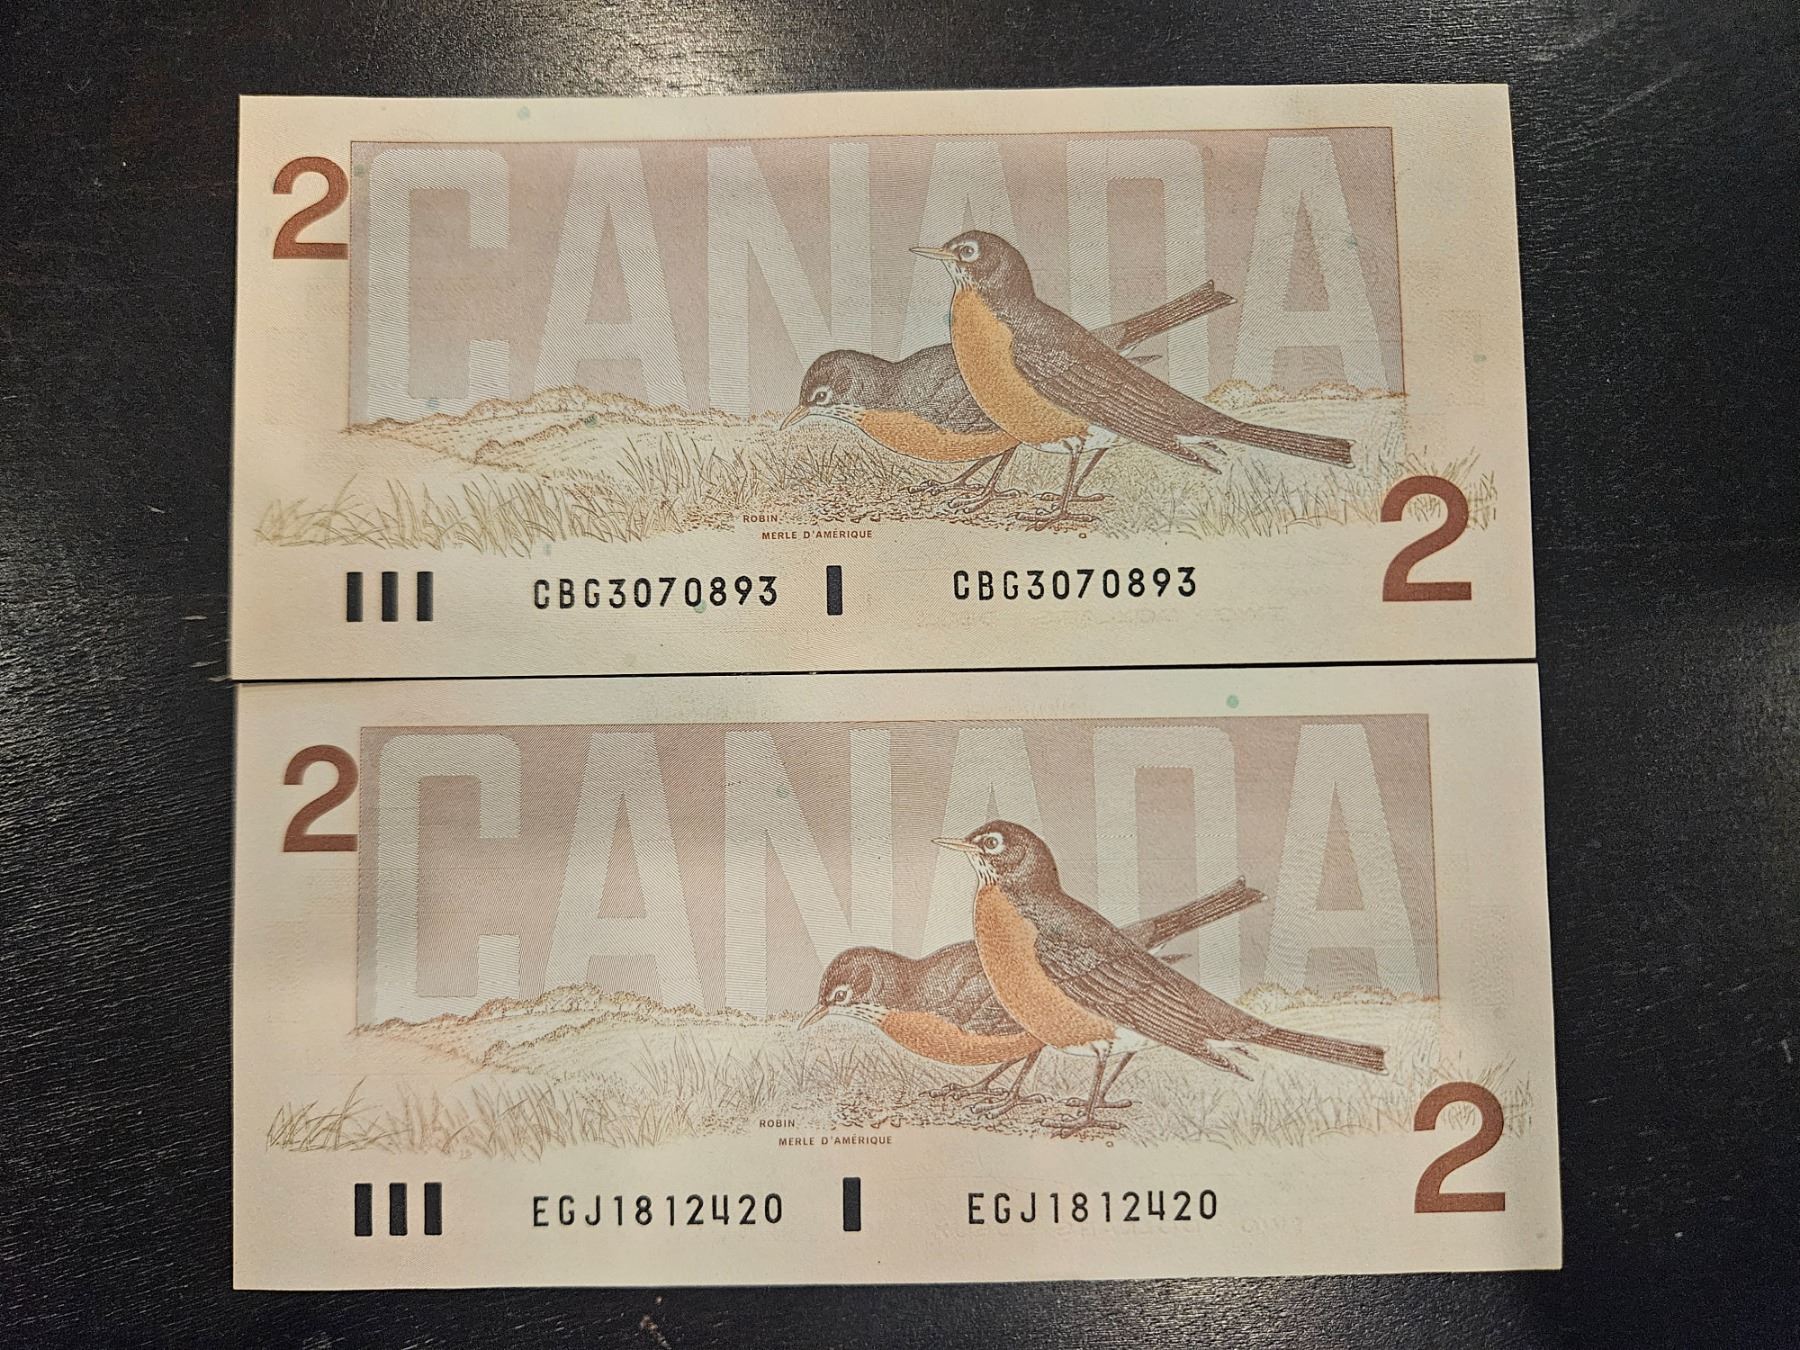 2
CANADA
ROBIN
MERLE D'AMÉRIQUE
2
CBG3070893 CBG3070893
2
CANADA
ROBIN
MERLE D'AMÉRIQUE
2
EGJ1812420 EGJ1812420